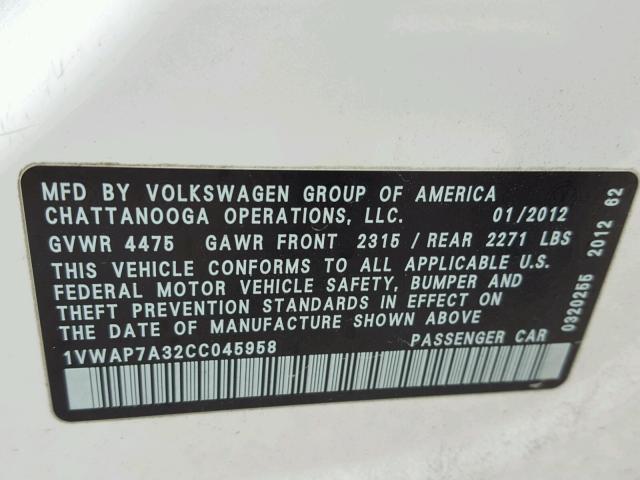 MFD BY VOLKSWAGEN GROUP OF AMERICA
CHATTANOOGA OPERATIONS, LLC. 01/2012
GVWR 4475 GAWR FRONT 2315 / REAR 2271 LBS
THIS VEHICLE CONFORMS TO ALL APPLICABLE U.S.
FEDERAL MOTOR VEHICLE SAFETY, BUMPER AND
THEFT PREVENTION STANDARDS IN EFFECT ON
THE DATE OF MANUFACTURE SHOWN ABOVE
1VWAP7A32CC045958 PASSENGER CAR
0320255 2012 62